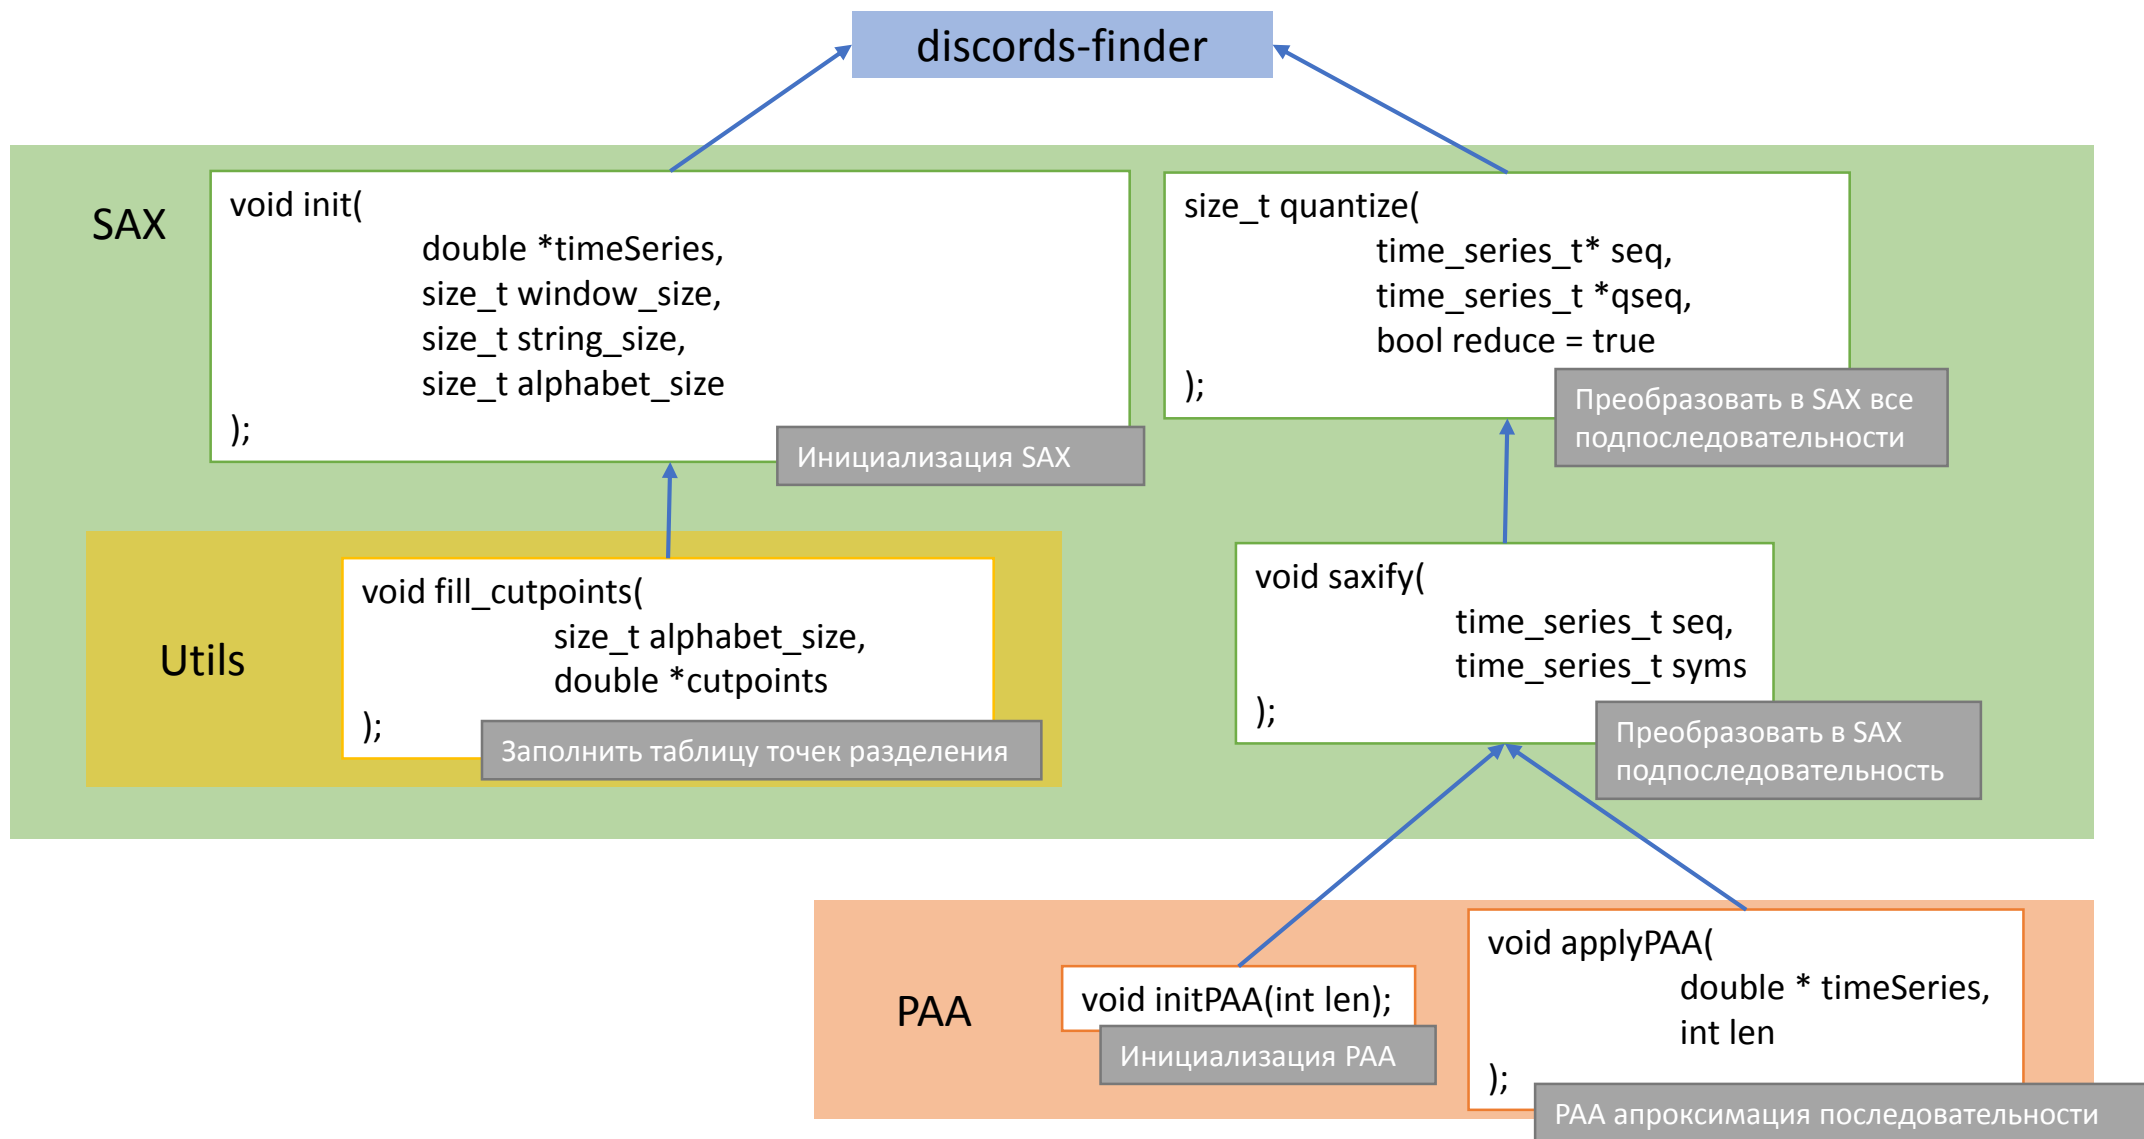 discords-finder
SAX
void init(
double *timeSeries,
size_t window_size,
size_t string_size,
size_t alphabet_size
);
Инициализация SAX
size_t quantize(
time_series_t* seq,
time_series_t *qseq,
bool reduce = true
);
Преобразовать в SAX все
подпоследовательности
Utils
void fill_cutpoints(
size_t alphabet_size,
double *cutpoints
);
Заполнить таблицу точек разделения
void saxify(
time_series_t seq,
time_series_t syms
);
Преобразовать в SAX
подпоследовательность
PAA
void initPAA(int len);
Инициализация PAA
void applyPAA(
double * timeSeries,
int len
);
PAA апроксимация последовательности